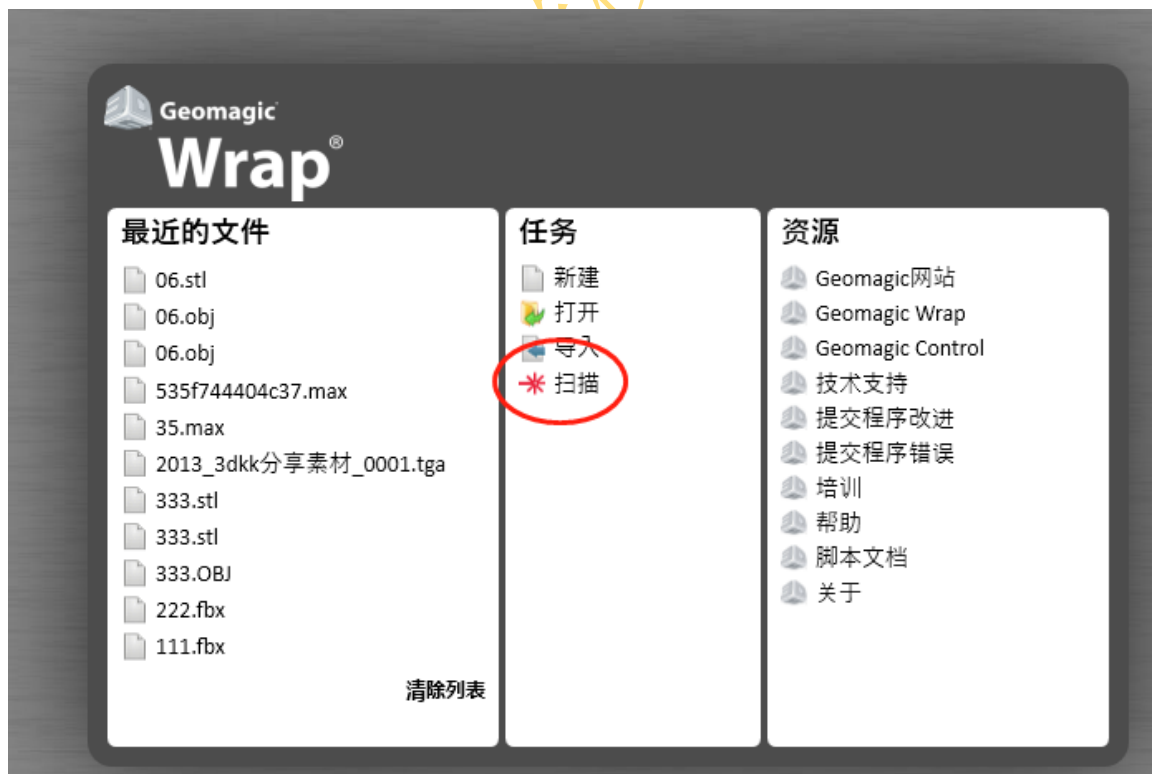 Geomagic
Wrap®
最近的文件
06.stl
06.obj
06.obj
535f744404c37.max
35.max
2013_3dkk分享素材_0001.tga
333.stl
333.stl
333.OBJ
222.fbx
111.fbx
清除列表
任务
新建
打开
导入
扫描
资源
Geomagic网站
Geomagic Wrap
Geomagic Control
技术支持
提交程序改进
提交程序错误
培训
帮助
脚本文档
关于